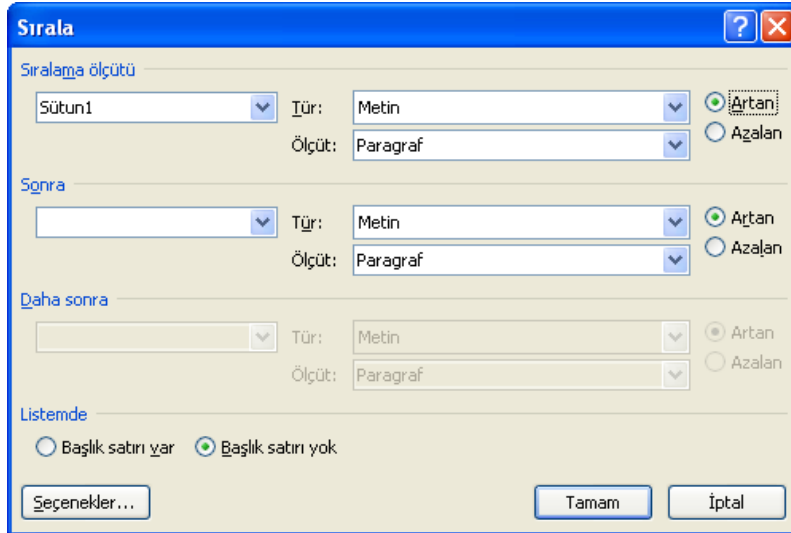 Sırala
Sıralama ölçütü
Sütun1 Tür: Metin Artan
Ölçüt: Paragraf Azalan
Sonra
Tür: Metin Artan
Ölçüt: Paragraf Azalan
Daha sonra
Tür: Metin Artan
Ölçüt: Paragraf Azalan
Listemde
Başlık satırı var Başlık satırı yok
Seçenekler... Tamam İptal